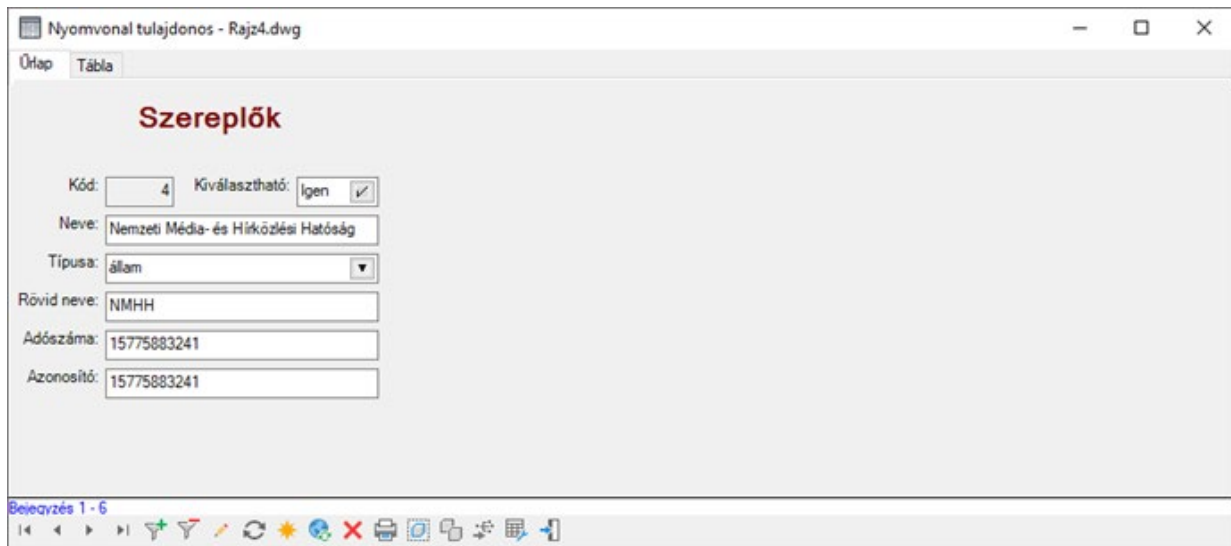 Nyomvonal tulajdonos - Rajz4.dwg
Űrlap Tábla
Szereplők
Kód: 4 Kiválasztható: Igen
Neve: Nemzeti Média- és Hírközlési Hatóság
Típusa: állam
Rövid neve: NMHH
Adószáma: 15775883241
Azonosító: 15775883241
Bejegyzés 1 - 6